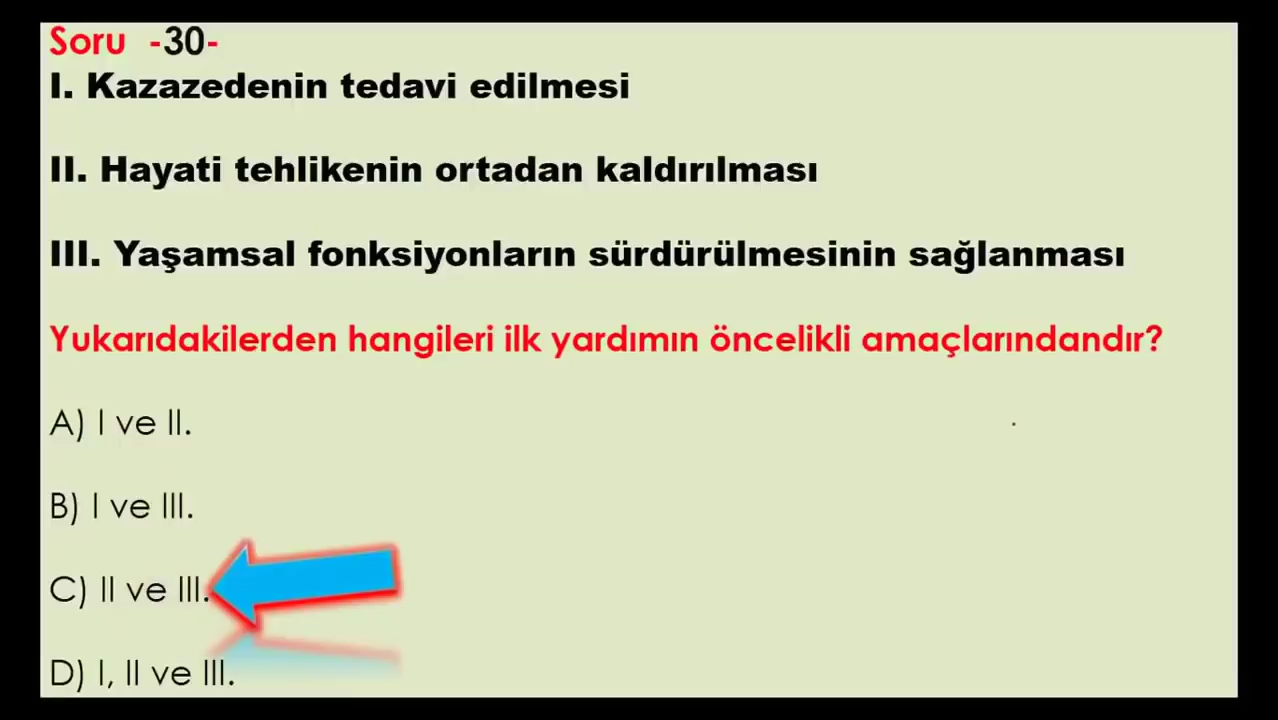 Soru -30-
I. Kazazedenin tedavi edilmesi
II. Hayati tehlikenin ortadan kaldırılması
III. Yaşamsal fonksiyonların sürdürülmesinin sağlanması
Yukarıdakilerden hangileri ilk yardımın öncelikli amaçlarındandır?
A) I ve II.
B) I ve III.
C) II ve III.
D) I, II ve III.